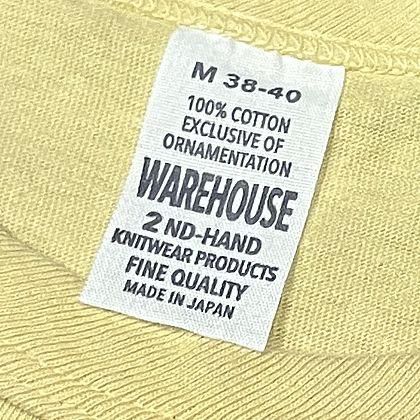 M 38-40
100% COTTON
EXCLUSIVE OF
ORNAMENTATION
WAREHOUSE
2 ND-HAND
KNITWEAR PRODUCTS
FINE QUALITY
MADE IN JAPAN